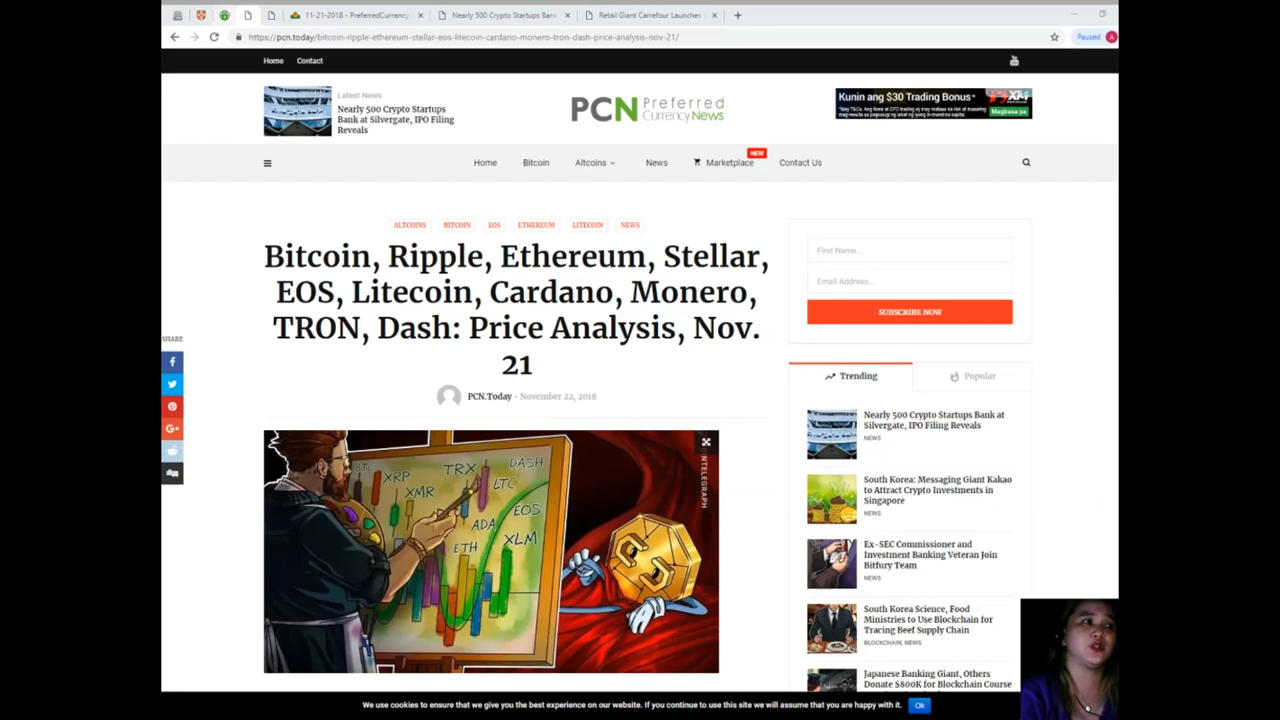 11-21-2018 - PreferredCurrency
Nearly 500 Crypto Startups Bank
Retail Giant Carrefour Launches
https://pcn.today/bitcoin-ripple-ethereum-stellar-eos-litecoin-cardano-monero-tron-dash-price-analysis-nov-21/
Paused
A
Home
Contact
Latest News
Nearly 500 Crypto Startups
Bank at Silvergate, IPO Filing
Reveals
PCN Preferred
Currency News
Kunin ang $30 Trading Bonus*
XM
Magbasa pa
Home
Bitcoin
Altcoins
News
Marketplace
NEW
Contact Us
ALTCOINS
BITCOIN
EOS
ETHEREUM
LITECOIN
NEWS
Bitcoin, Ripple, Ethereum, Stellar,
EOS, Litecoin, Cardano, Monero,
TRON, Dash: Price Analysis, Nov.
21
PCN.Today - November 22, 2018
SHARE
BTC
XRP
XMR
TRX
DASH
LTC
EOS
ADA
ETH
XLM
NTELEGRAPH
First Name...
Email Address...
SUBSCRIBE NOW
Trending
Popular
Nearly 500 Crypto Startups Bank at
Silvergate, IPO Filing Reveals
NEWS
South Korea: Messaging Giant Kakao
to Attract Crypto Investments in
Singapore
NEWS
Ex-SEC Commissioner and
Investment Banking Veteran Join
Bitfury Team
NEWS
South Korea Science, Food
Ministries to Use Blockchain for
Tracing Beef Supply Chain
BLOCKCHAIN, NEWS
Japanese Banking Giant, Others
Donate $800K for Blockchain Course
We use cookies to ensure that we give you the best experience on our website. If you continue to use this site we will assume that you are happy with it.
Ok